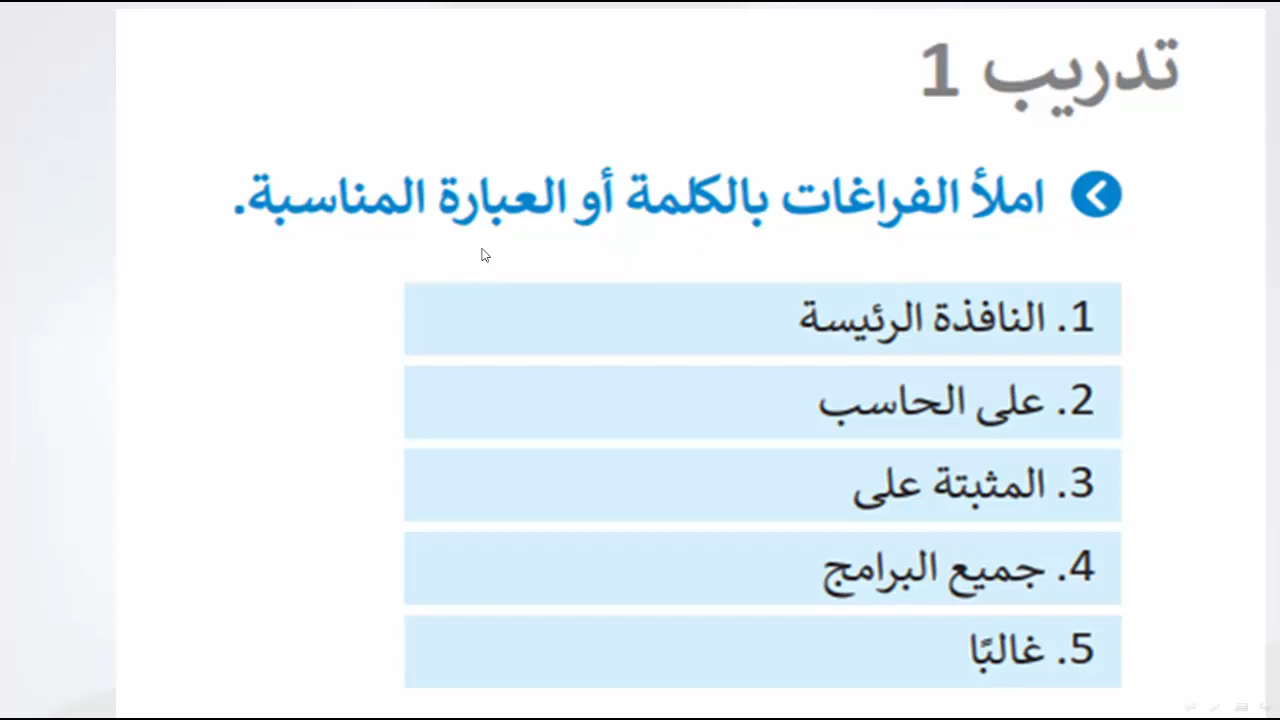 تدريب 1
املأ الفراغات بالكلمة أو العبارة المناسبة.
1. النافذة الرئيسة
2. على الحاسب
3. المثبتة على
4. جميع البرامج
5. غالبًا